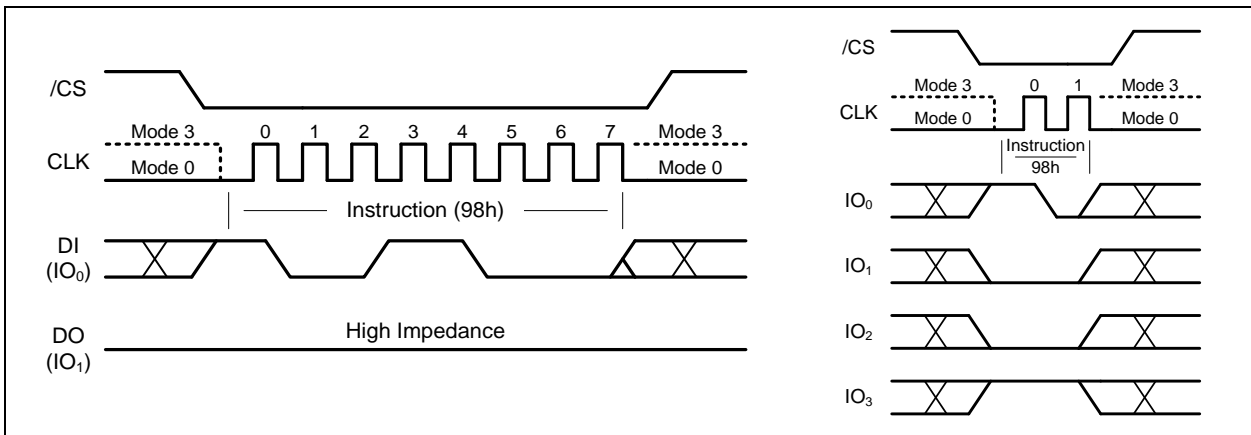 /CS
Mode 3
0 1 2 3 4 5 6 7
Mode 3
CLK
Mode 0
Mode 0
Instruction (98h)
DI
(IO₀)
High Impedance
DO
(IO₁)
/CS
Mode 3
0 1
Mode 3
CLK
Mode 0
Mode 0
Instruction
98h
IO₀
IO₁
IO₂
IO₃